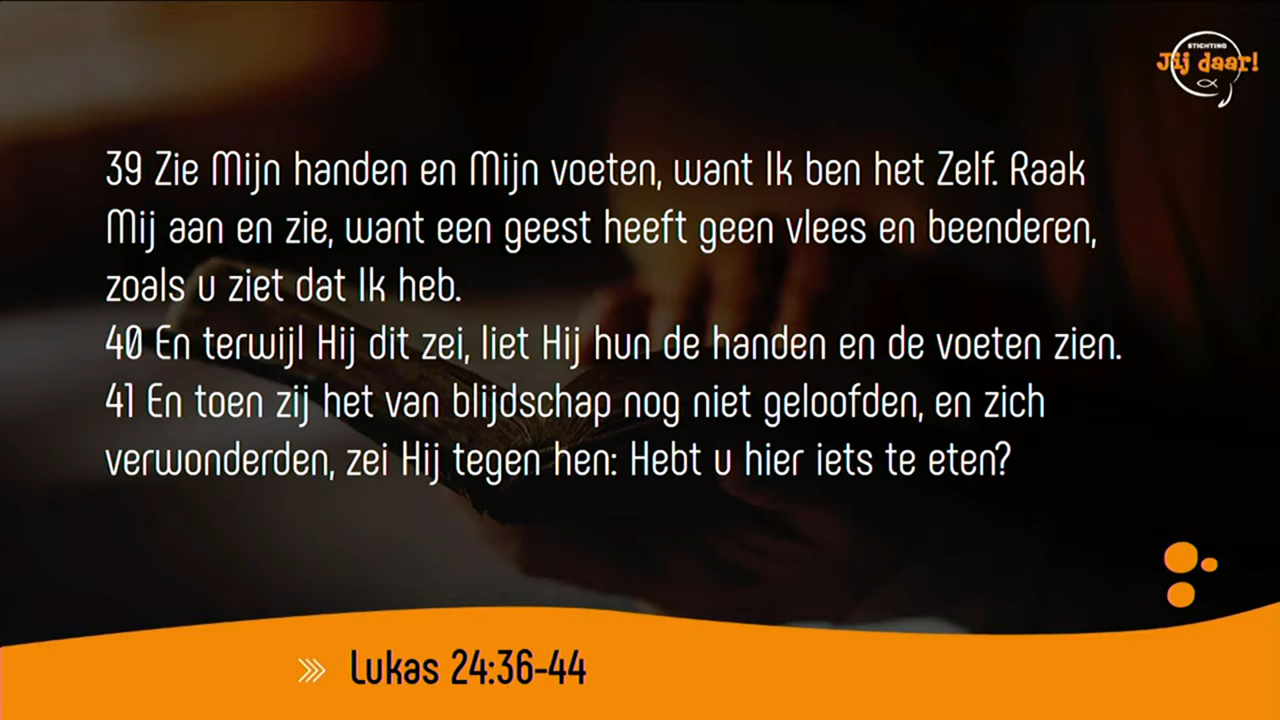 STICHTING
Jij daar!
39 Zie Mijn handen en Mijn voeten, want Ik ben het Zelf. Raak
Mij aan en zie, want een geest heeft geen vlees en beenderen,
zoals u ziet dat Ik heb.
40 En terwijl Hij dit zei, liet Hij hun de handen en de voeten zien.
41 En toen zij het van blijdschap nog niet geloofden, en zich
verwonderden, zei Hij tegen hen: Hebt u hier iets te eten?
Lukas 24:36-44